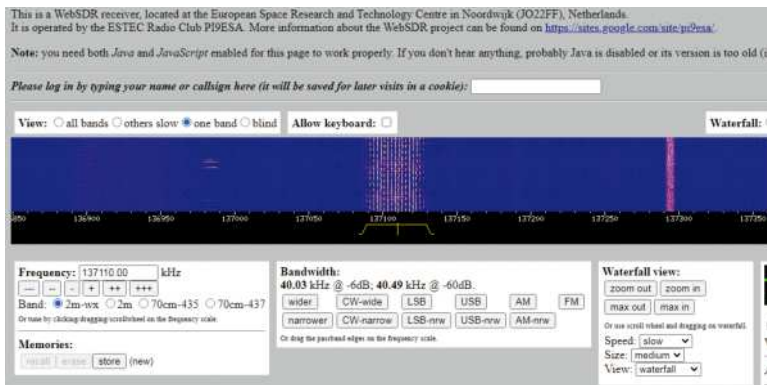 This is a WebSDR receiver, located at the European Space Research and Technology Centre in Noordwijk (JO22FF), Netherlands.
It is operated by the ESTEC Radio Club PI9ESA. More information about the WebSDR project can be found on https://sites.google.com/site/pi9esa/.
Note: you need both Java and JavaScript enabled for this page to work properly. If you don't hear anything, probably Java is disabled or its version is too old (
Please log in by typing your name or callsign here (it will be saved for later visits in a cookie):
View: all bands others slow one band blind Allow keyboard: Waterfall:
850 136900 136950 137000 137050 137100 137150 137200 137250 137300 137350
Frequency: 137110.00 kHz
--- -- - + ++ +++
Band: 2m-wx 2m 70cm-435 70cm-437
Or tune by clicking/dragging/scrollwheel on the frequency scale.
Memories:
recall erase store (new)
Bandwidth:
40.03 kHz @ -6dB; 40.49 kHz @ -60dB.
wider CW-wide LSB USB AM FM
narrower CW-narrow LSB-nrw USB-nrw AM-nrw
Or drag the passband edges on the frequency scale.
Waterfall view:
zoom out zoom in
max out max in
Or use scroll wheel and dragging on waterfall.
Speed: slow
Size: medium
View: waterfall